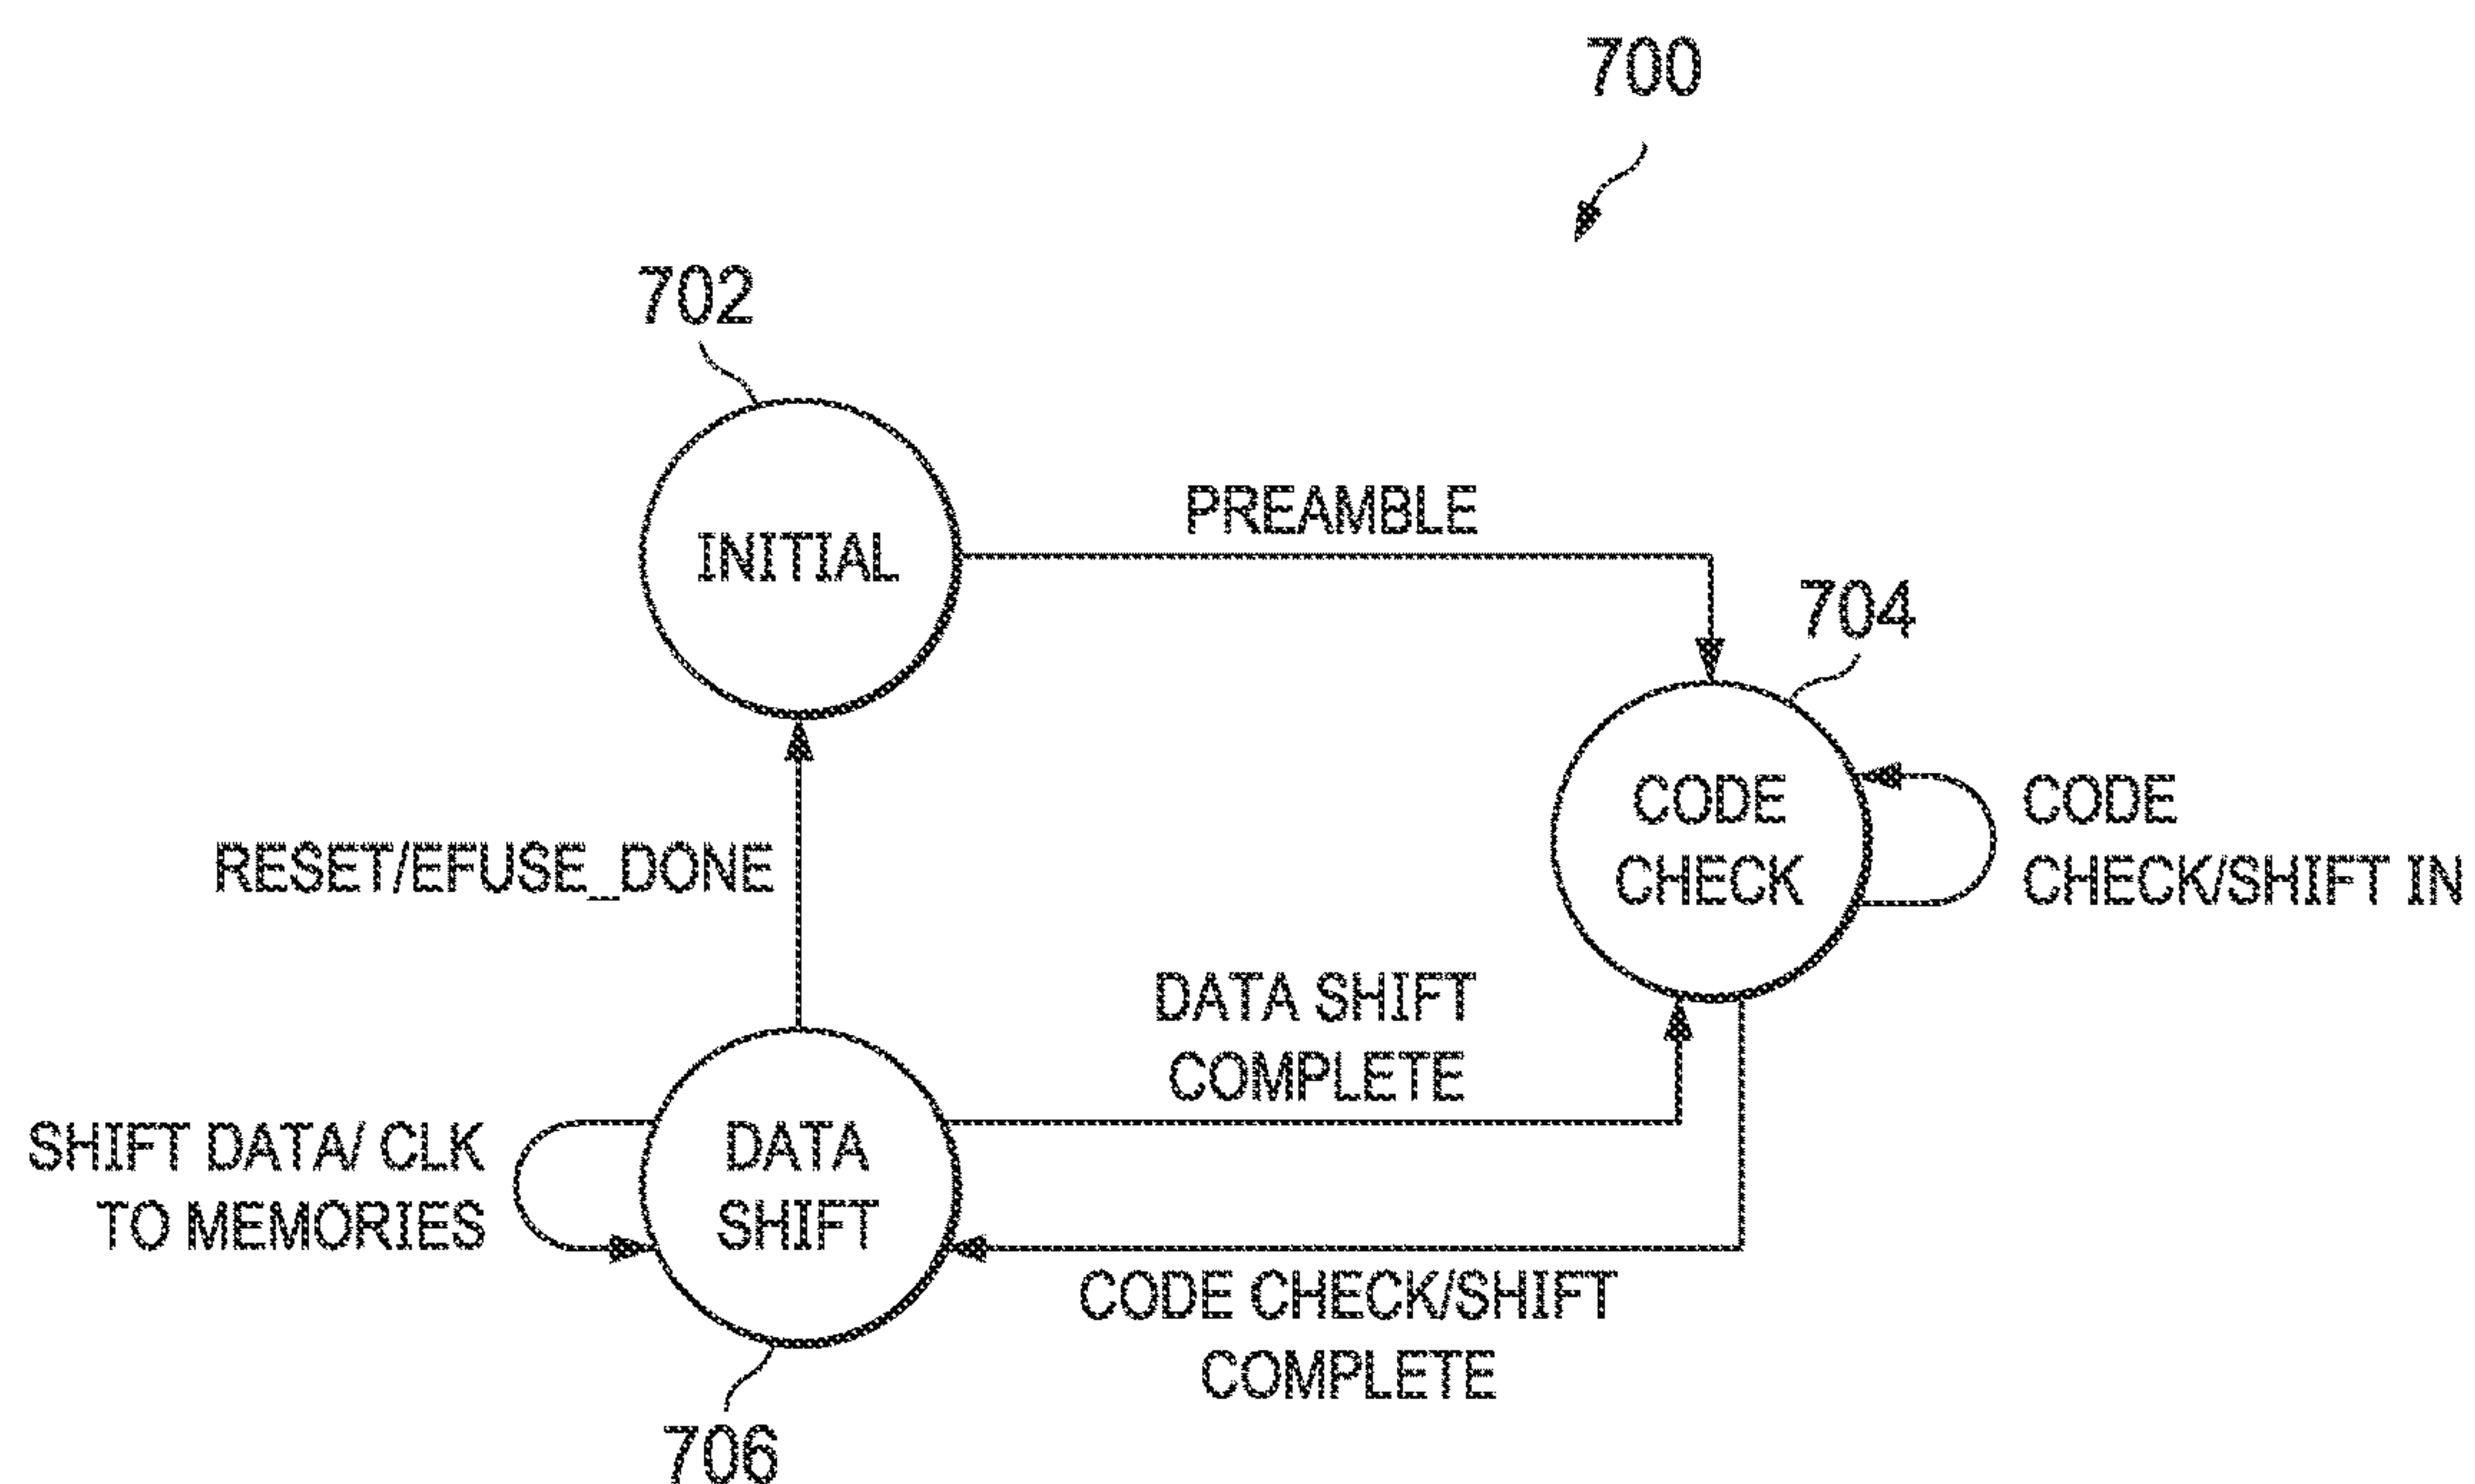 700
702
INITIAL
PREAMBLE
704
CODE
CHECK
CODE
CHECK/SHIFT IN
RESET/EFUSE_DONE
DATA SHIFT
COMPLETE
SHIFT DATA/ CLK
TO MEMORIES
DATA
SHIFT
CODE CHECK/SHIFT
COMPLETE
706